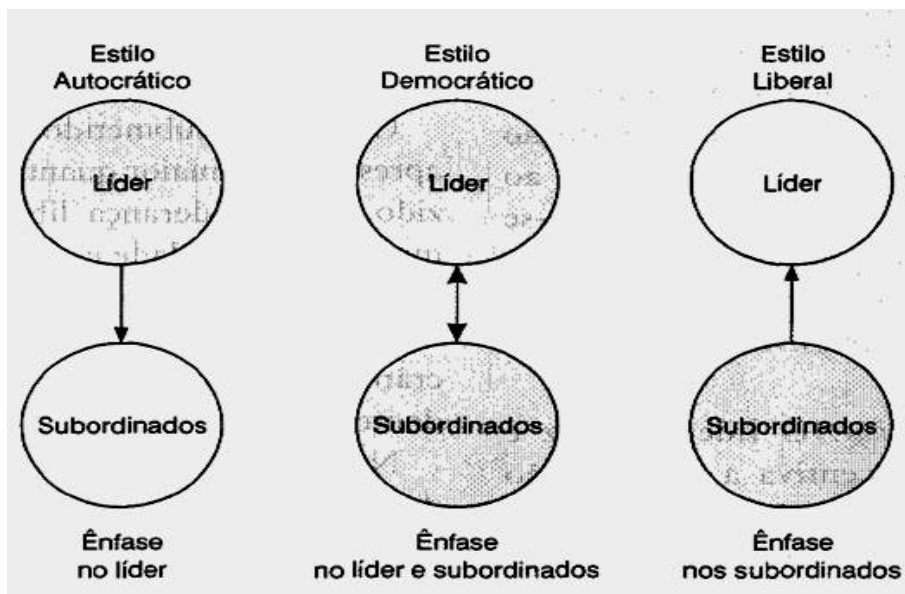 Estilo
Autocrático
Líder
Subordinados
Ênfase
no líder
Estilo
Democrático
Líder
Subordinados
Ênfase
no líder e subordinados
Estilo
Liberal
Líder
Subordinados
Ênfase
nos subordinados